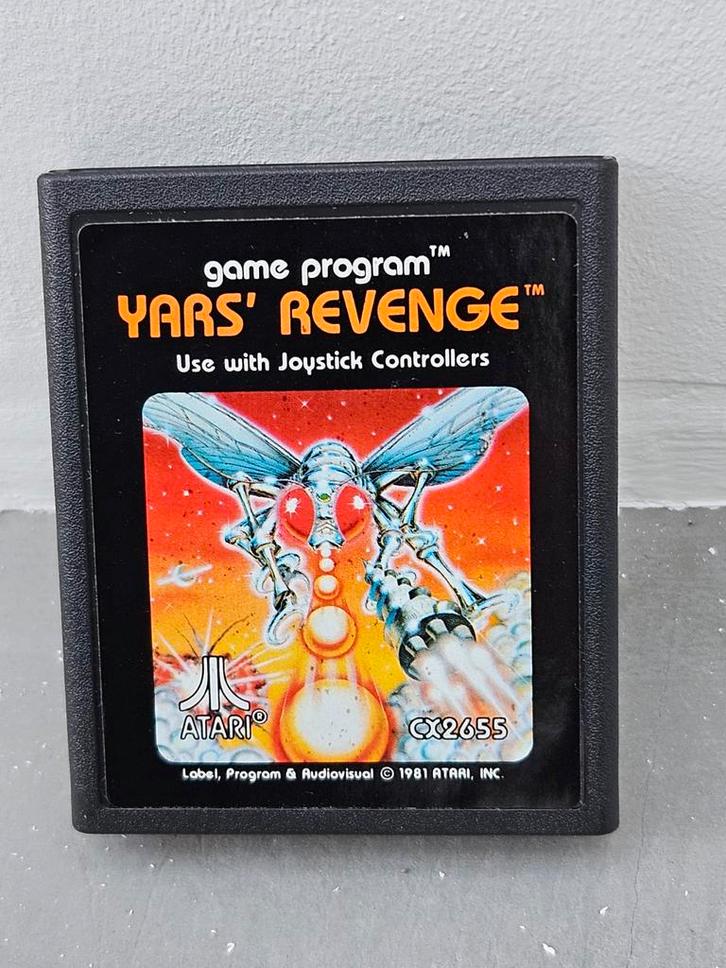 game program™
YARS' REVENGE™
Use with Joystick Controllers
ATARI®
CX2655
Label, Program & Audiovisual © 1981 ATARI, INC.